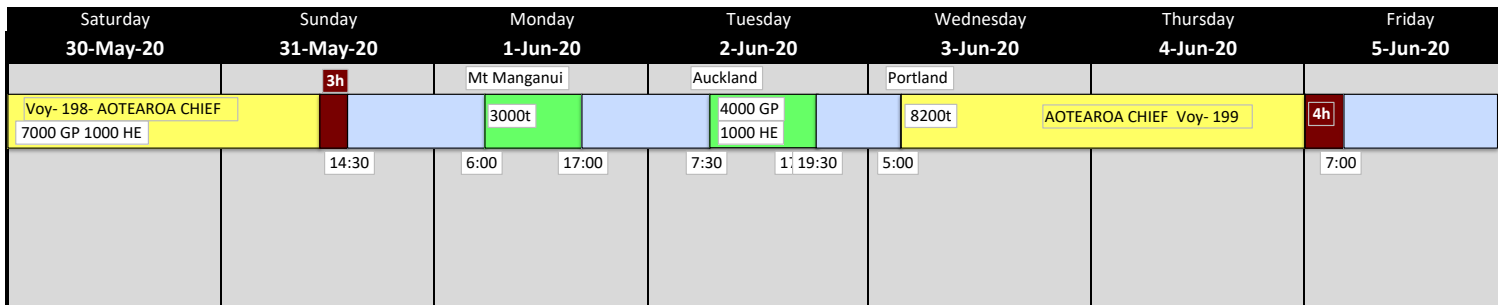 Saturday Sunday Monday Tuesday Wednesday Thursday Friday
30-May-20 31-May-20 1-Jun-20 2-Jun-20 3-Jun-20 4-Jun-20 5-Jun-20
3h Mt Manganui Auckland Portland
Voy- 198- AOTEAROA CHIEF
7000 GP 1000 HE
3000t
4000 GP
1000 HE
8200t
AOTEAROA CHIEF Voy- 199
4h
14:30 6:00 17:00 7:30 19:30 5:00 7:00